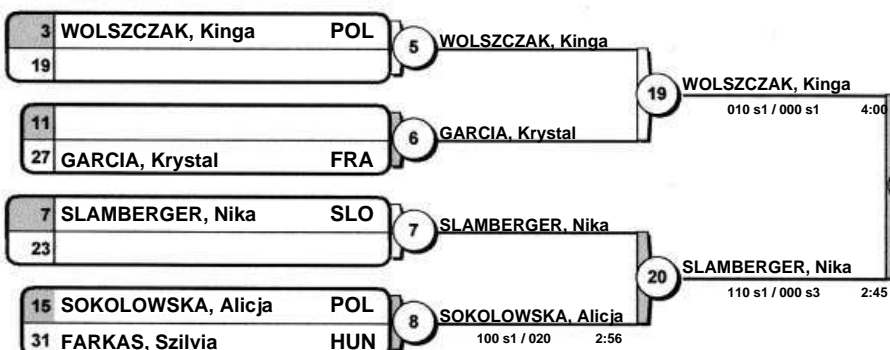 3 WOLSZCZAK, Kinga POL
19
5 WOLSZCZAK, Kinga
11
27 GARCIA, Krystal FRA
6 GARCIA, Krystal
19 WOLSZCZAK, Kinga
010 s1 / 000 s1 4:00
7 SLAMBERGER, Nika SLO
23
7 SLAMBERGER, Nika
15 SOKOLOWSKA, Alicja POL
31 FARKAS, Szilvia HUN
8 SOKOLOWSKA, Alicja
100 s1 / 020 2:56
20 SLAMBERGER, Nika
110 s1 / 000 s3 2:45